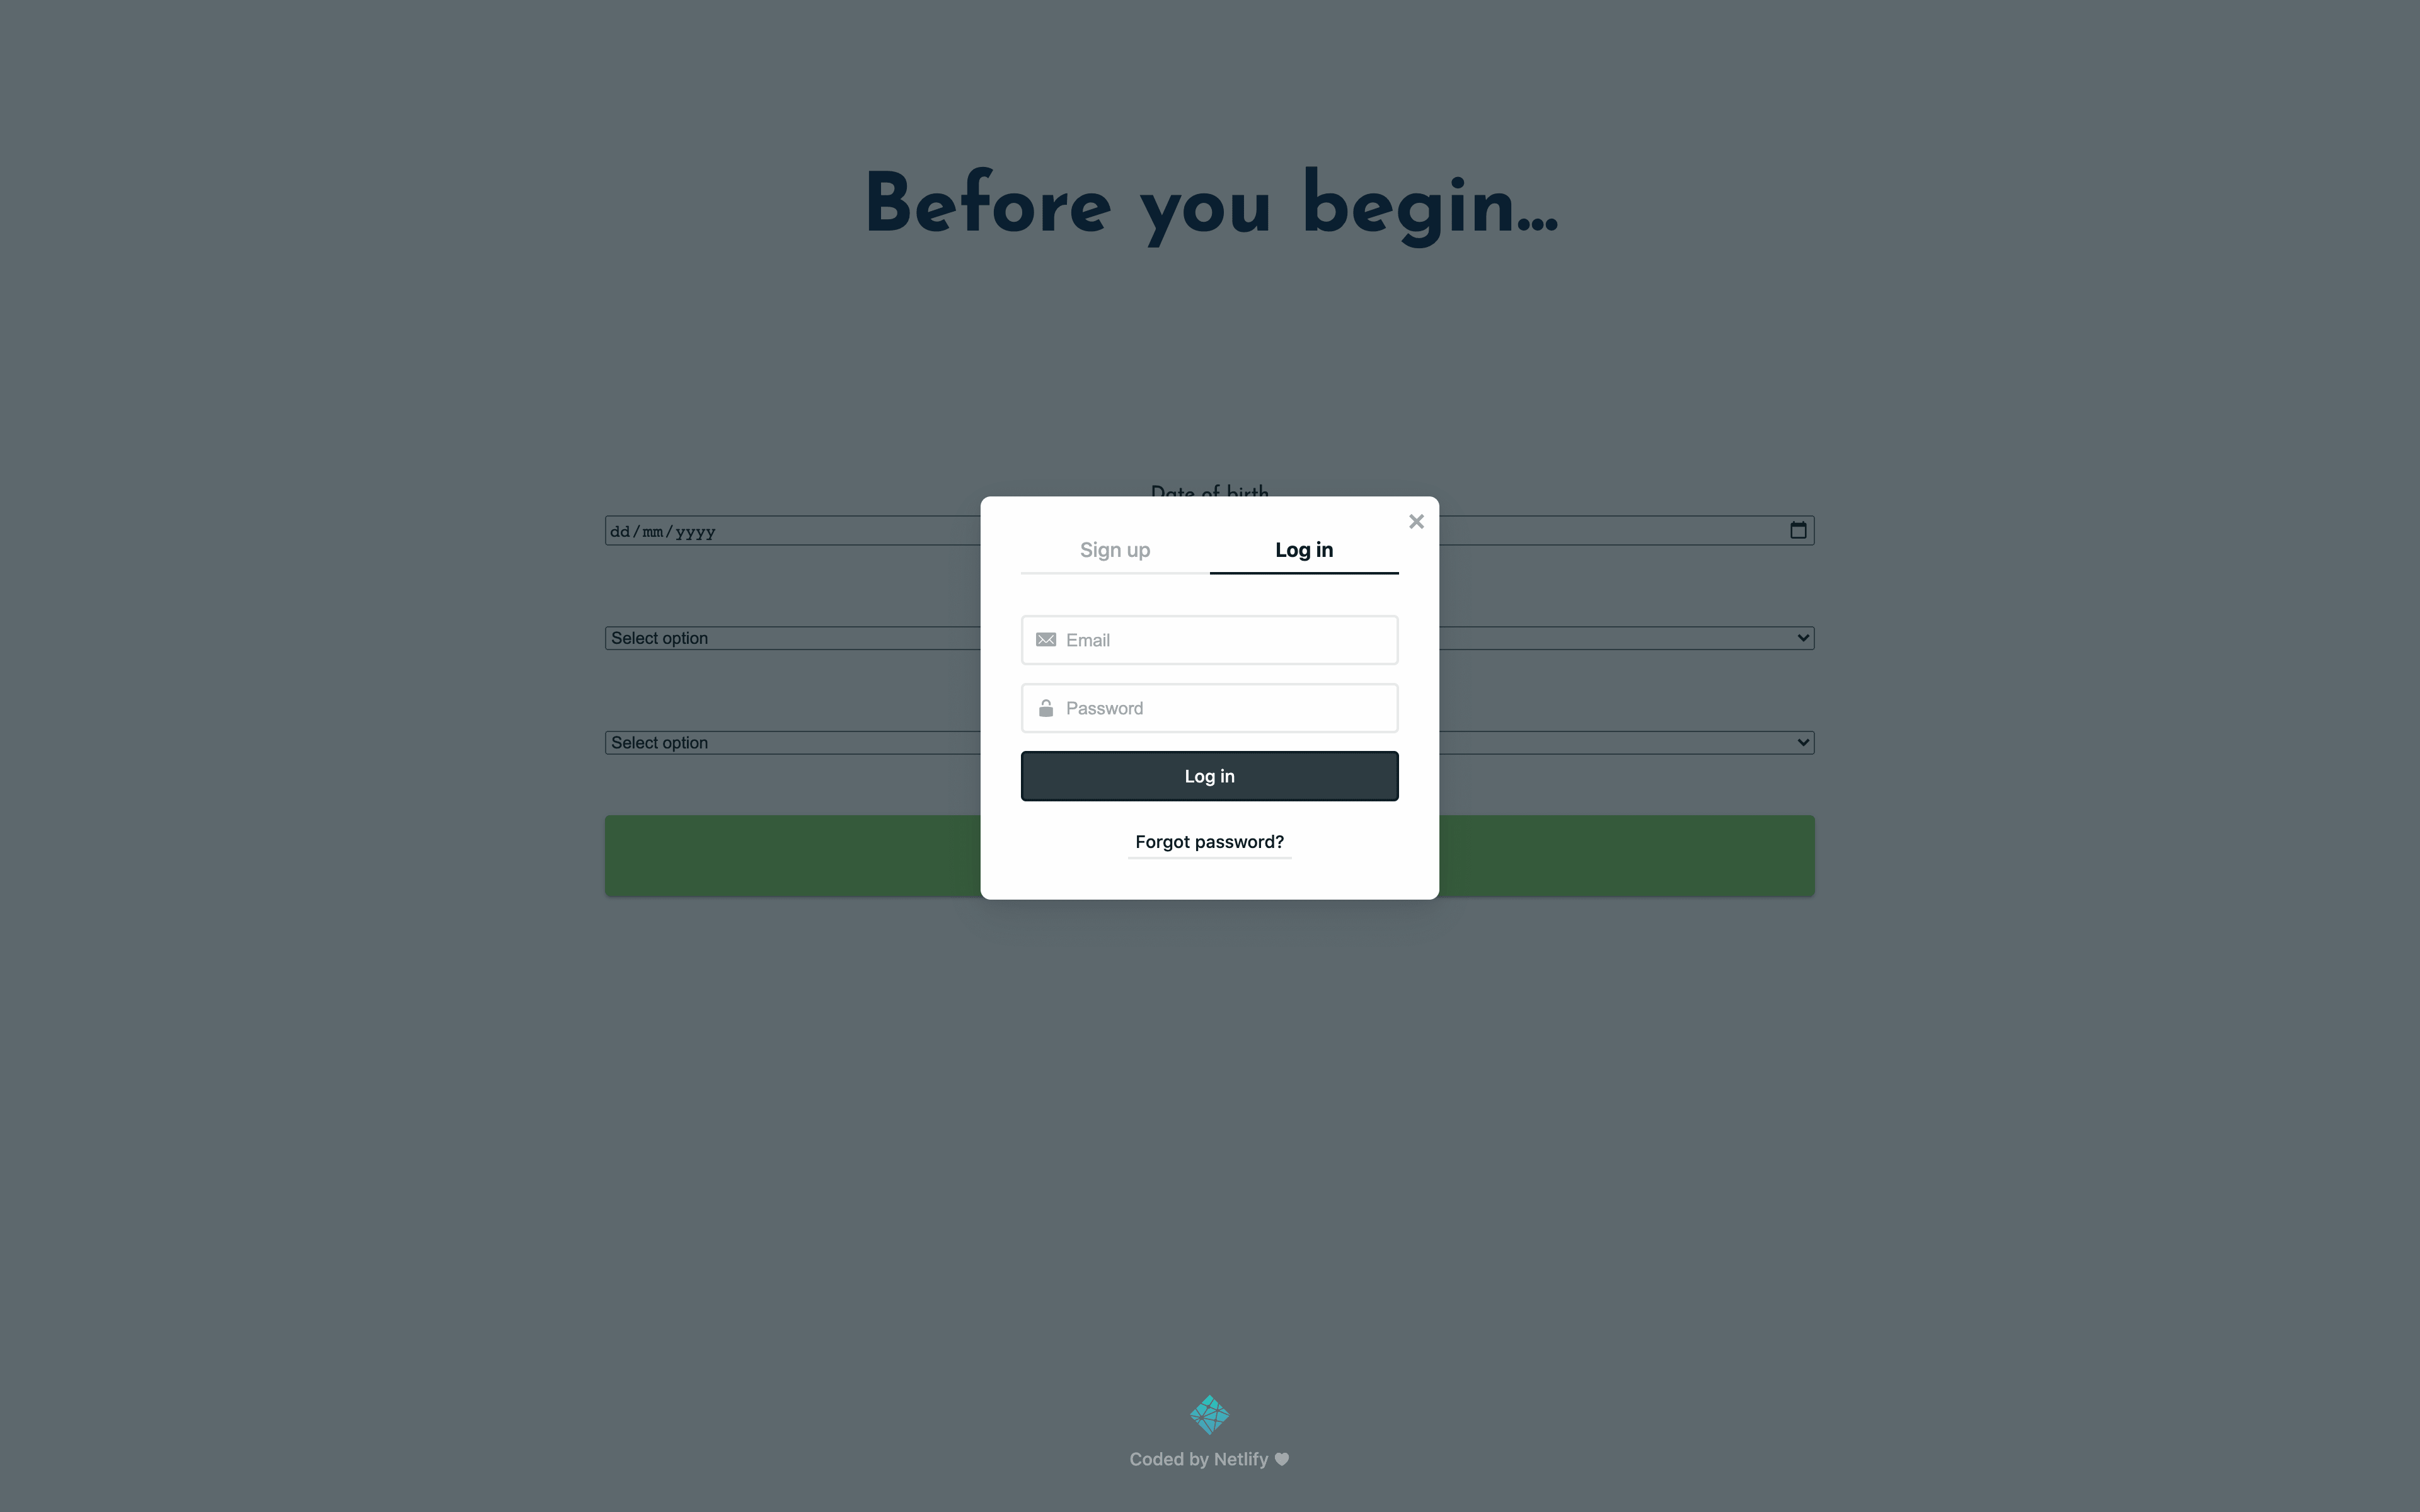 Before you begin...
Date of birth
dd/mm/yyyy
Sign up
Log in
Email
Select option
Password
Select option
Log in
Forgot password?
Coded by Netlify